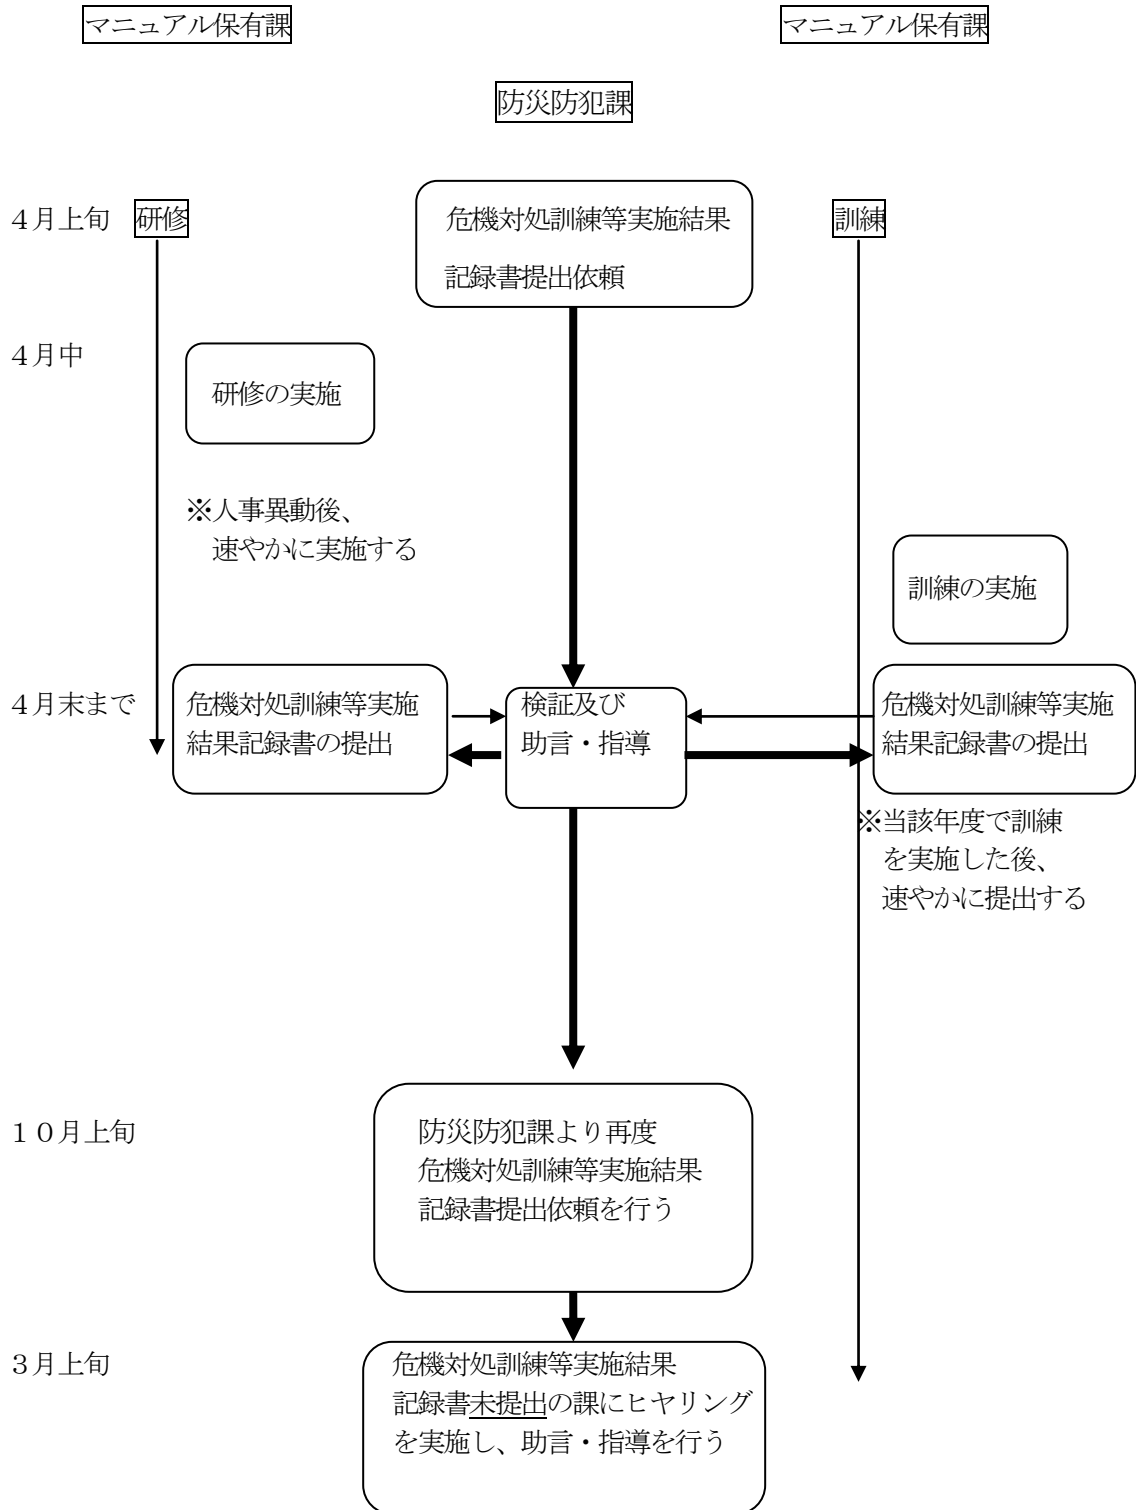 マニュアル保有課
マニュアル保有課
防災防犯課
４月上旬
研修
危機対処訓練等実施結果
記録書提出依頼
訓練
４月中
研修の実施
※人事異動後、
速やかに実施する
訓練の実施
４月末まで
危機対処訓練等実施
結果記録書の提出
検証及び
助言・指導
危機対処訓練等実施
結果記録書の提出
※当該年度で訓練
を実施した後、
速やかに提出する
１０月上旬
防災防犯課より再度
危機対処訓練等実施結果
記録書提出依頼を行う
３月上旬
危機対処訓練等実施結果
記録書未提出の課にヒヤリング
を実施し、助言・指導を行う